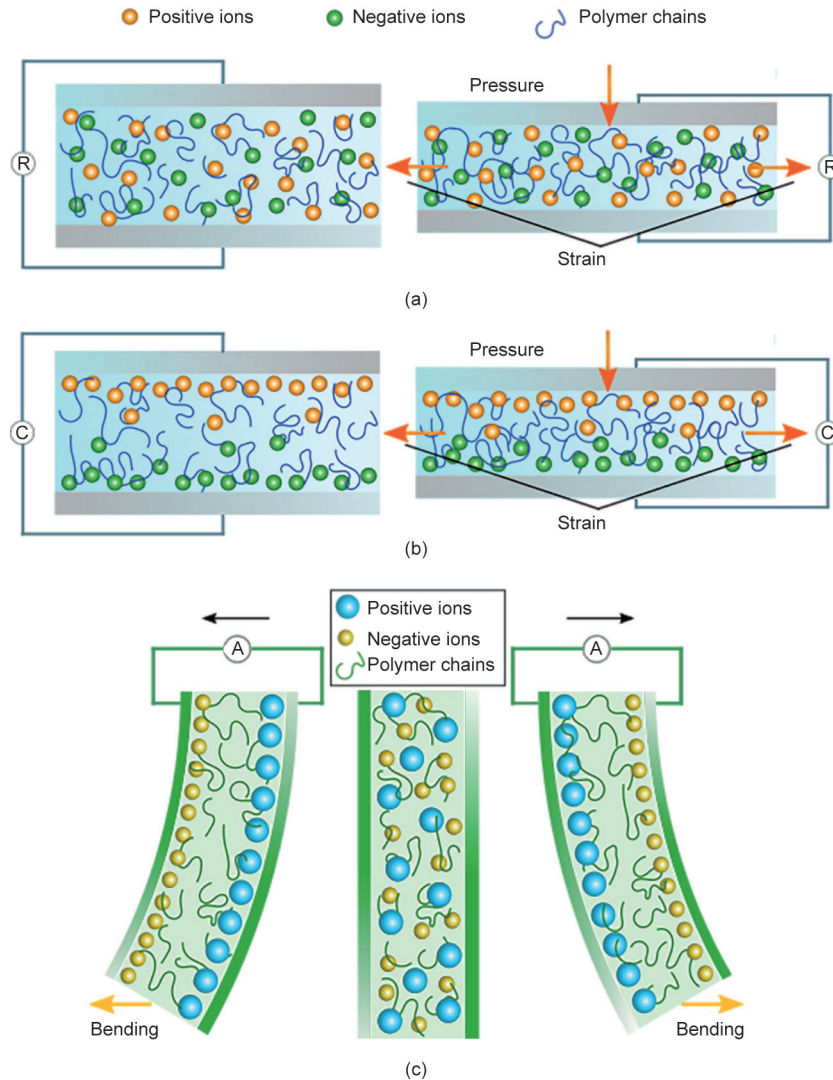 Positive ions
Negative ions
Polymer chains
Pressure
R
R
Strain
(a)
Pressure
C
C
Strain
(b)
Positive ions
Negative ions
Polymer chains
A
A
Bending
Bending
(c)